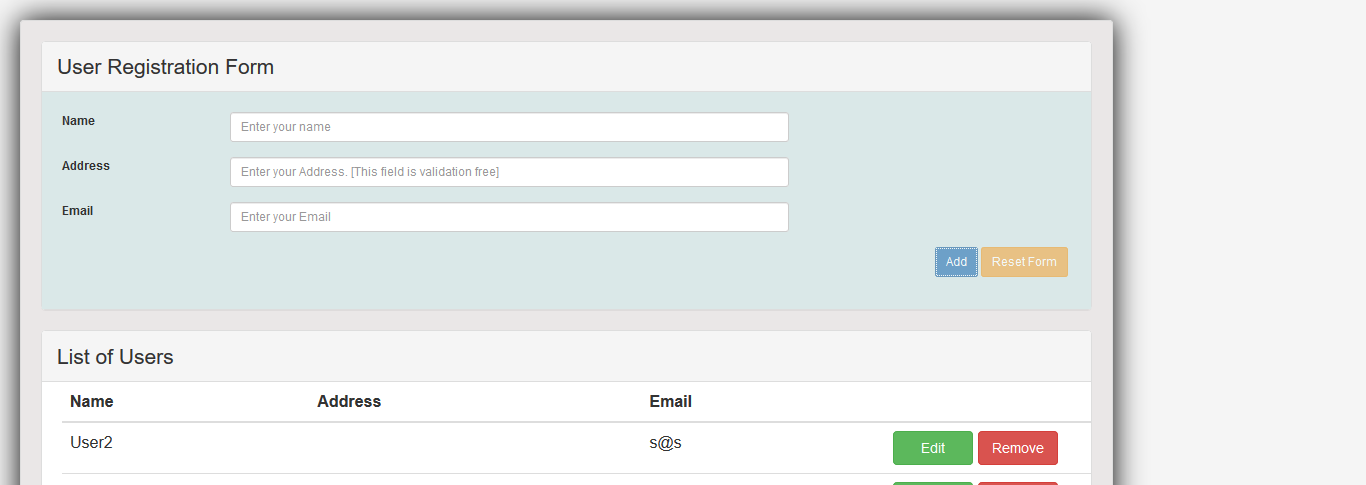 User Registration Form
Name
Enter your name
Address
Enter your Address. [This field is validation free]
Email
Enter your Email
Add Reset Form
List of Users
Name Address Email
User2 s@s Edit Remove